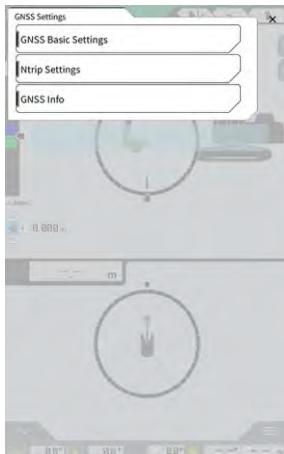 GNSS Settings
×
GNSS Basic Settings
Ntrip Settings
GNSS Info
0.000
m